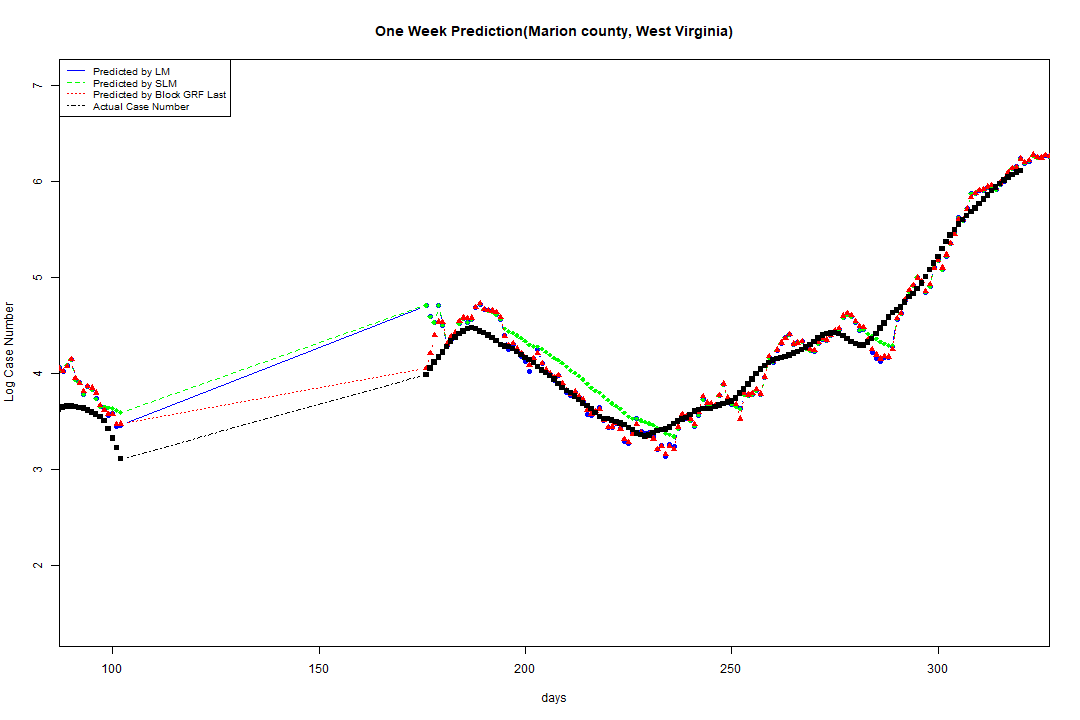 One Week Prediction(Marion county, West Virginia)
Predicted by LM
Predicted by SLM
Predicted by Block GRF Last
Actual Case Number
7
6
5
4
3
2
Log Case Number
100 150 200 250 300
days